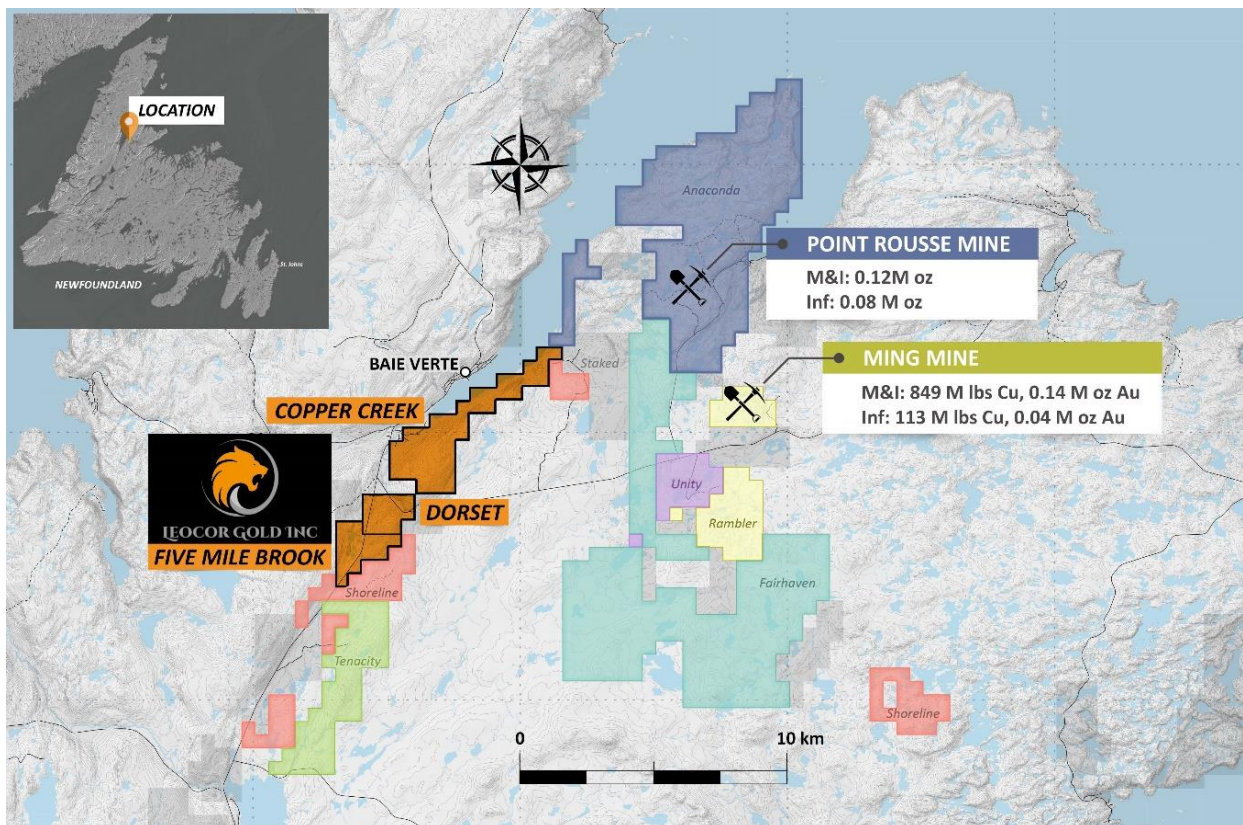 LOCATION
St. Johns
NEWFOUNDLAND
Anaconda
POINT ROUSSE MINE
M&I: 0.12M oz
Inf: 0.08 M oz
BAIE VERTE
Staked
MING MINE
M&I: 849 M lbs Cu, 0.14 M oz Au
Inf: 113 M lbs Cu, 0.04 M oz Au
COPPER CREEK
LEOCOR GOLD INC
FIVE MILE BROOK
DORSET
Unity
Rambler
Shoreline
Fairhaven
Tenacity
Shoreline
0
10 km